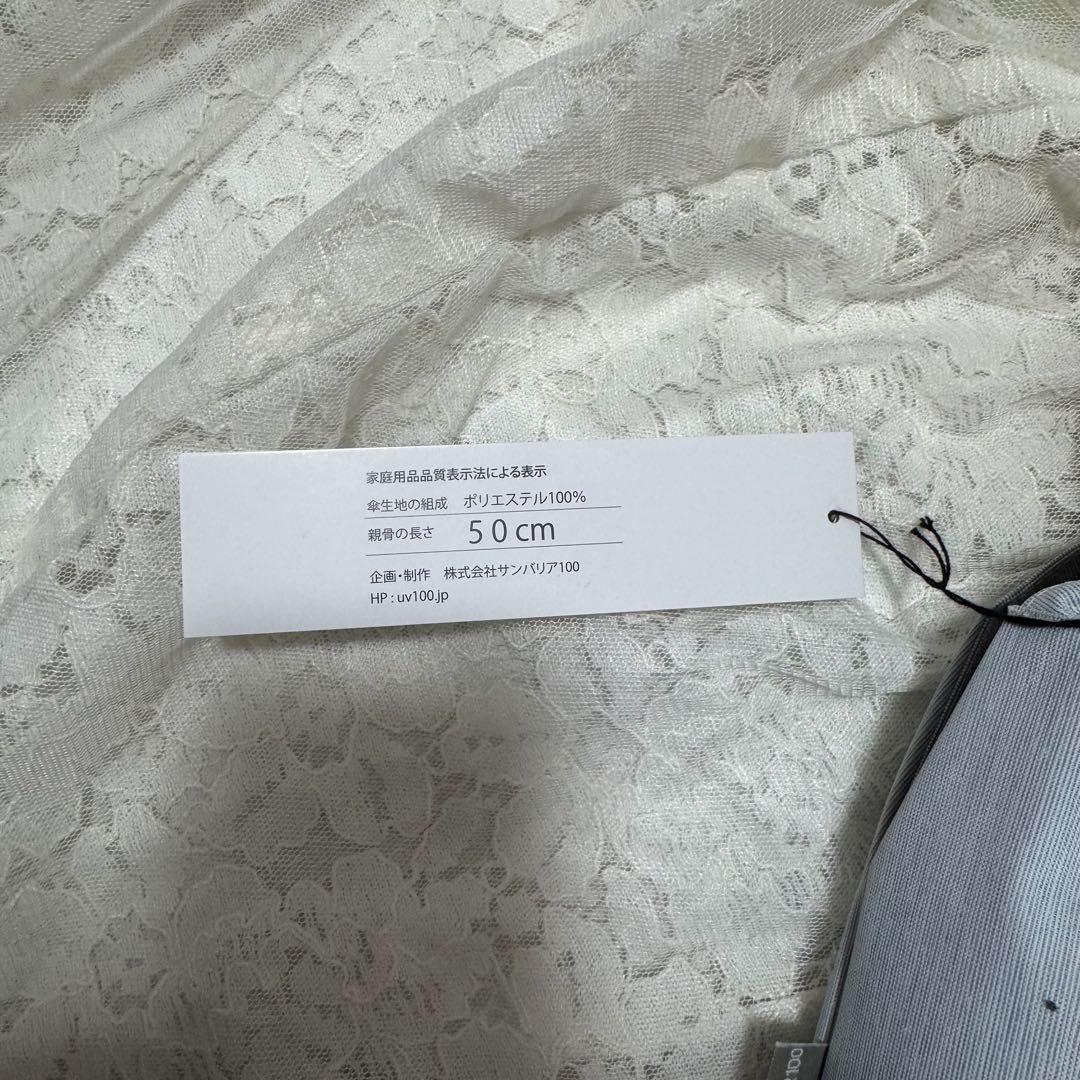 家庭用品品質表示法による表示
傘生地の組成 ポリエステル100%
親骨の長さ 50cm
企画・制作 株式会社サンバリア100
HP : uv100.jp
100